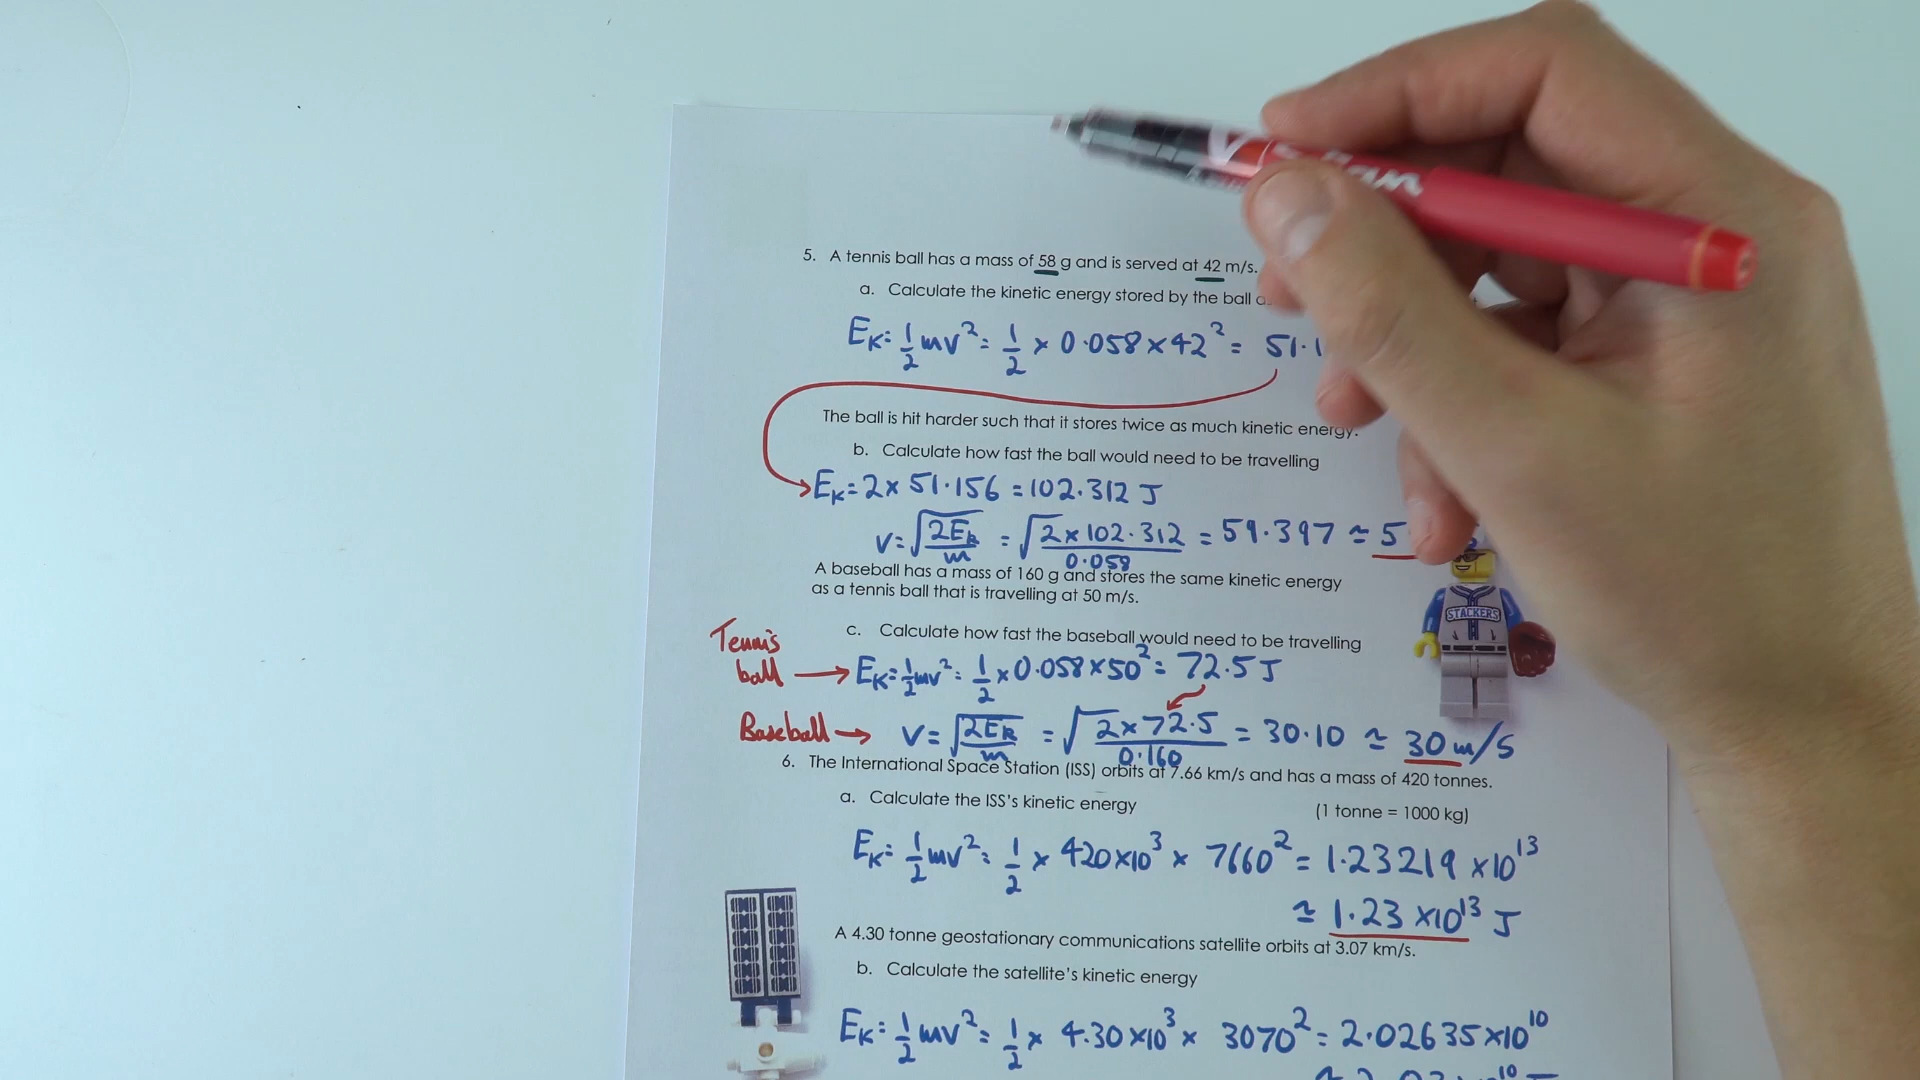 5. A tennis ball has a mass of 58 g and is served at 42 m/s.
a. Calculate the kinetic energy stored by the ball
Eₖ = 1/2 mv² = 1/2 × 0.058 × 42² = 51.1
The ball is hit harder such that it stores twice as much kinetic energy.
b. Calculate how fast the ball would need to be travelling
Eₖ = 2 × 51.156 = 102.312 J
v = √(2Eₖ/m) = √(2 × 102.312/0.058) = 59.397 ≃ 5
A baseball has a mass of 160 g and stores the same kinetic energy
as a tennis ball that is travelling at 50 m/s.
STACKERS
c. Calculate how fast the baseball would need to be travelling
Tennis
ball → Eₖ = 1/2 mv² = 1/2 × 0.058 × 50² = 72.5 J
Baseball → v = √(2Eₖ/m) = √(2 × 72.5/0.160) = 30.10 ≃ 30 m/s
6. The International Space Station (ISS) orbits at 7.66 km/s and has a mass of 420 tonnes.
a. Calculate the ISS's kinetic energy (1 tonne = 1000 kg)
Eₖ = 1/2 mv² = 1/2 × 420×10³ × 7660² = 1.23219 ×10¹³
≃ 1.23 ×10¹³ J
A 4.30 tonne geostationary communications satellite orbits at 3.07 km/s.
b. Calculate the satellite's kinetic energy
Eₖ = 1/2 mv² = 1/2 × 4.30×10³ × 3070² = 2.02635×10¹⁰